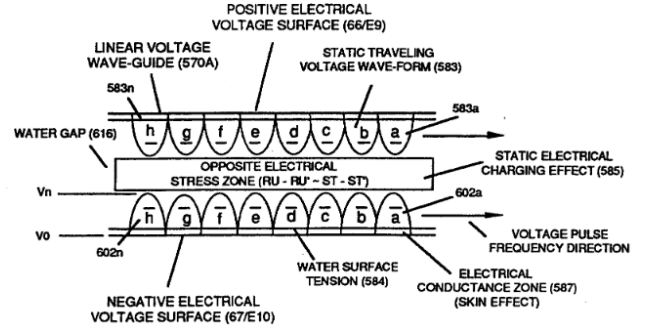 POSITIVE ELECTRICAL
VOLTAGE SURFACE (66/E9)
LINEAR VOLTAGE
WAVE-GUIDE (570A)
STATIC TRAVELING
VOLTAGE WAVE-FORM (583)
583n
583a
h g f e d c b a
WATER GAP (616)
OPPOSITE ELECTRICAL
STRESS ZONE (RU - RU' ~ ST - ST')
STATIC ELECTRICAL
CHARGING EFFECT (585)
Vn
602a
h g f e d c b a
Vo
602n
VOLTAGE PULSE
FREQUENCY DIRECTION
WATER SURFACE
TENSION (584)
ELECTRICAL
CONDUCTANCE ZONE (587)
(SKIN EFFECT)
NEGATIVE ELECTRICAL
VOLTAGE SURFACE (67/E10)